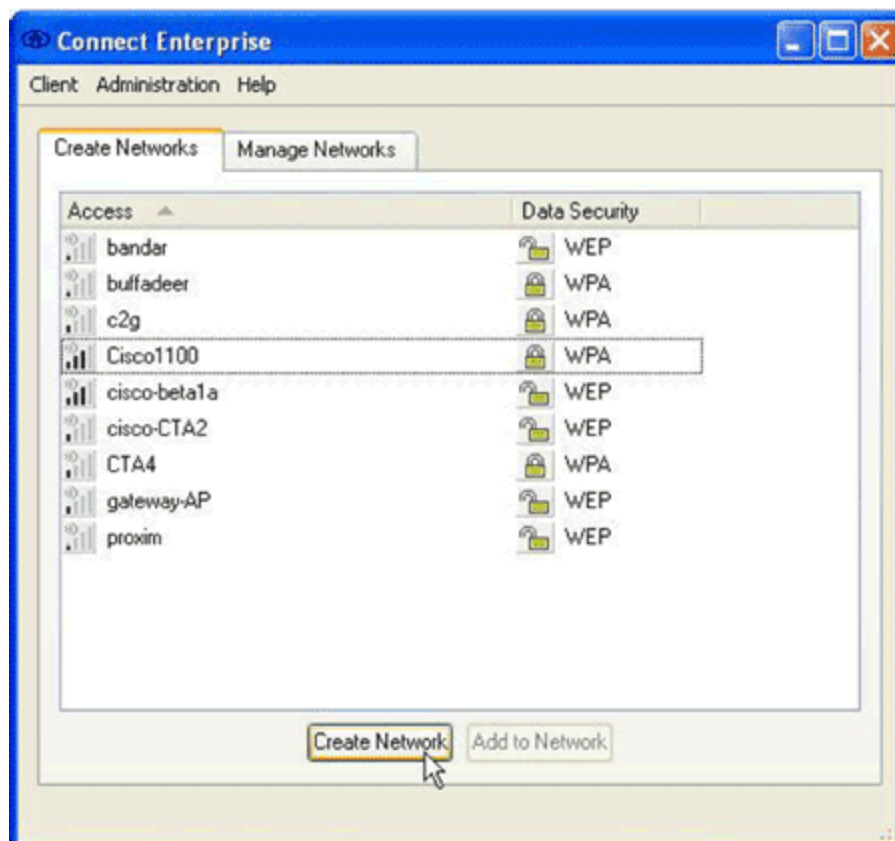 Connect Enterprise
Client Administration Help
Create Networks Manage Networks
Access Data Security
bandar WEP
buffadeer WPA
c2g WPA
Cisco1100 WPA
cisco-beta1a WEP
cisco-CTA2 WEP
CTA4 WPA
gateway-AP WEP
proxim WEP
Create Network Add to Network